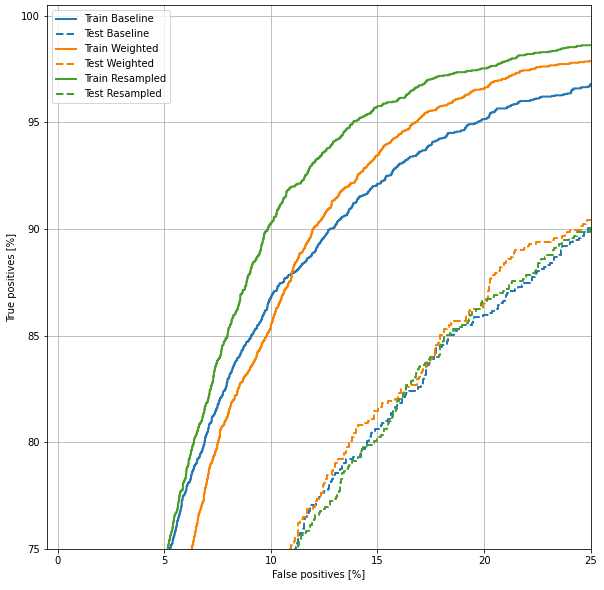 100
Train Baseline
Test Baseline
Train Weighted
Test Weighted
Train Resampled
Test Resampled
95
90
85
80
75
True positives [%]
0 5 10 15 20 25
False positives [%]